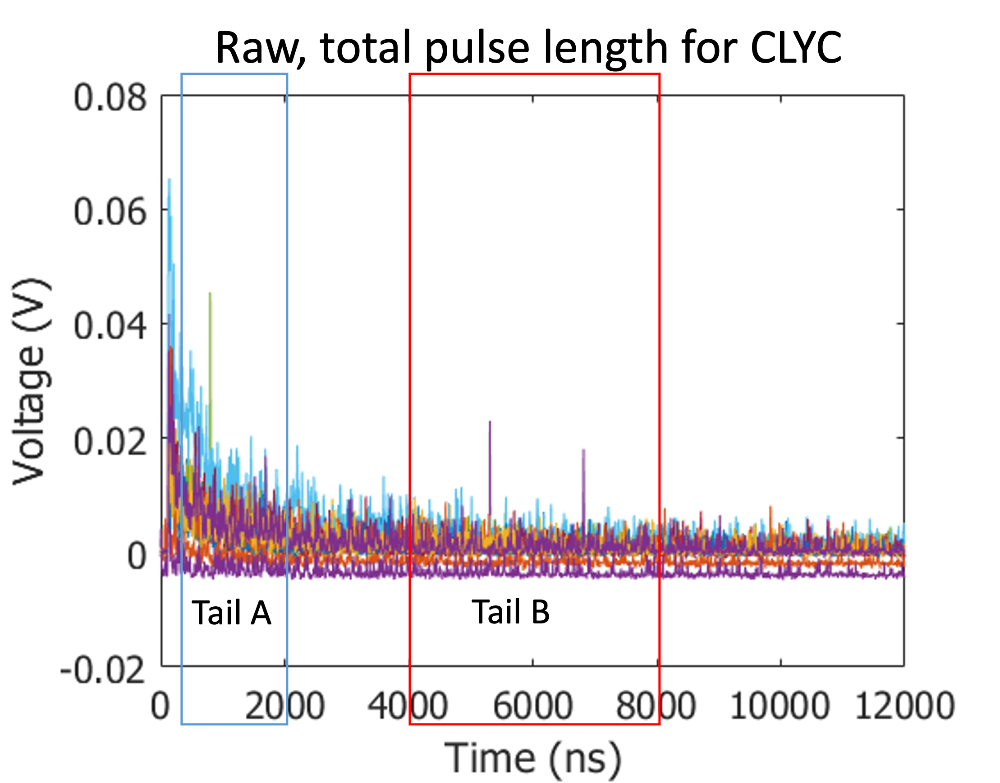 Raw, total pulse length for CLYC
0.08
0.06
0.04
0.02
0
-0.02
Voltage (V)
Tail A
Tail B
0 2000 4000 6000 8000 10000 12000
Time (ns)